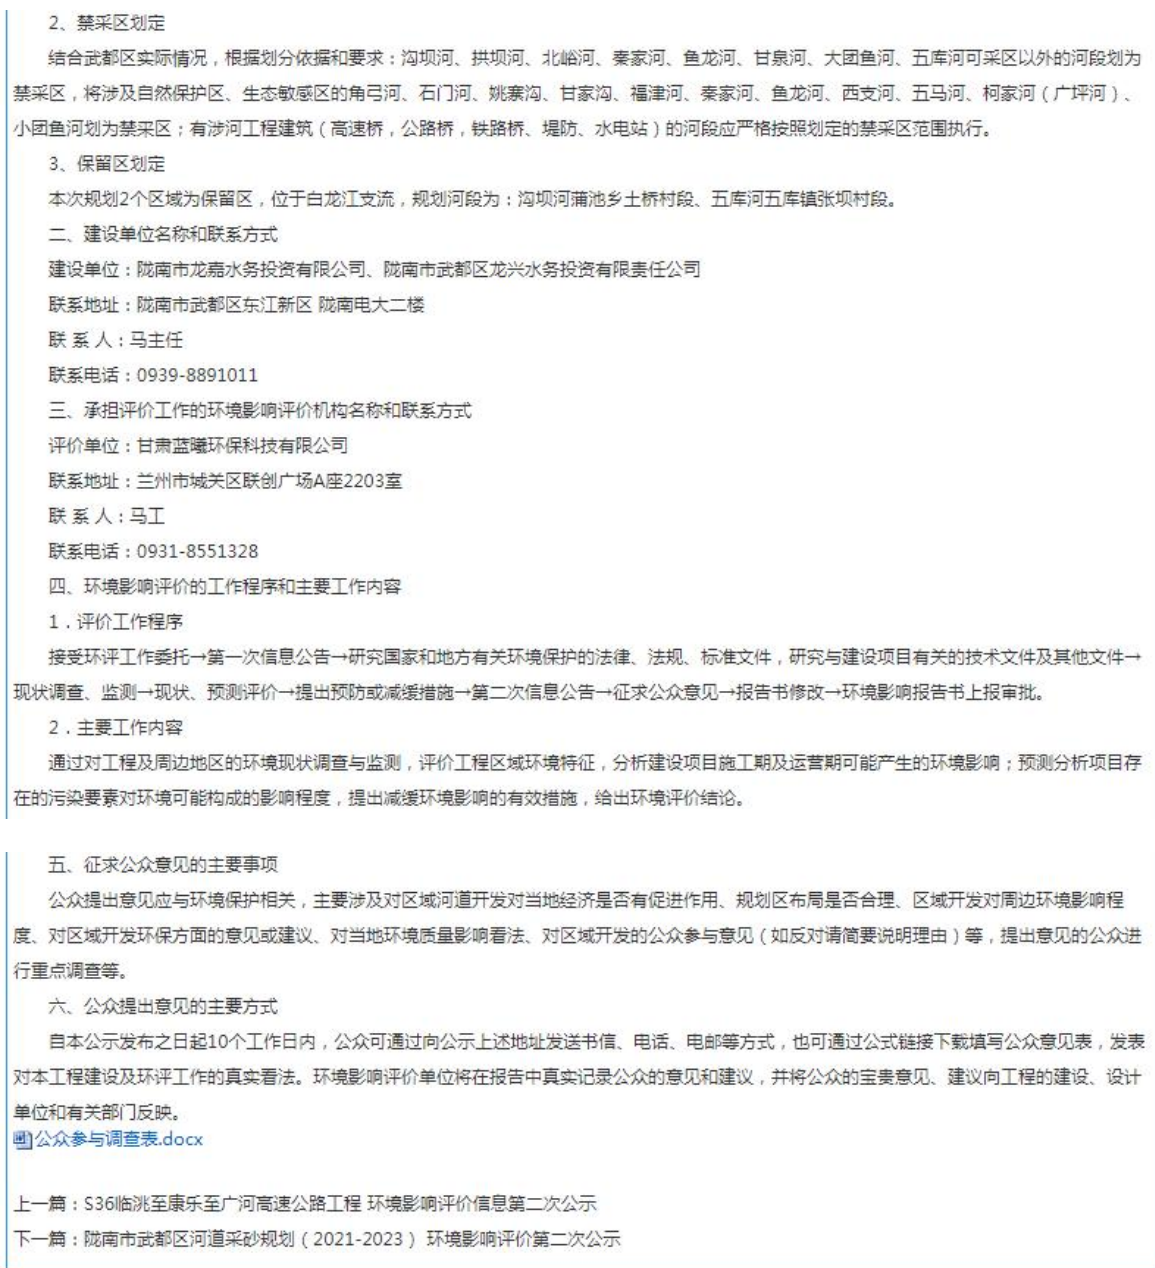 2、禁采区划定
结合武都区实际情况，根据划分依据和要求：沟坝河、拱坝河、北峪河、秦家河、鱼龙河、甘泉河、大团鱼河、五库河可采区以外的河段划为
禁采区，将涉及自然保护区、生态敏感区的角弓河、石门河、姚寨沟、甘家沟、福津河、秦家河、鱼龙河、西支河、五马河、柯家河（广坪河）、
小团鱼河划为禁采区；有涉河工程建筑（高速桥，公路桥，铁路桥、堤防、水电站）的河段应严格按照划定的禁采区范围执行。
3、保留区划定
本次规划2个区域为保留区，位于白龙江支流，规划河段为：沟坝河蒲池乡土桥村段、五库河五库镇张坝村段。
二、建设单位名称和联系方式
建设单位：陇南市龙嘉水务投资有限公司、陇南市武都区龙兴水务投资有限责任公司
联系地址：陇南市武都区东江新区 陇南电大二楼
联 系 人：马主任
联系电话：0939-8891011
三、承担评价工作的环境影响评价机构名称和联系方式
评价单位：甘肃蓝曦环保科技有限公司
联系地址：兰州市城关区联创广场A座2203室
联 系 人：马工
联系电话：0931-8551328
四、环境影响评价的工作程序和主要工作内容
1．评价工作程序
接受环评工作委托→第一次信息公告→研究国家和地方有关环境保护的法律、法规、标准文件，研究与建设项目有关的技术文件及其他文件→
现状调查、监测→现状、预测评价→提出预防或减缓措施→第二次信息公告→征求公众意见→报告书修改→环境影响报告书上报审批。
2．主要工作内容
通过对工程及周边地区的环境现状调查与监测，评价工程区域环境特征，分析建设项目施工期及运营期可能产生的环境影响；预测分析项目存
在的污染要素对环境可能构成的影响程度，提出减缓环境影响的有效措施，给出环境评价结论。
五、征求公众意见的主要事项
公众提出意见应与环境保护相关，主要涉及对区域河道开发对当地经济是否有促进作用、规划区布局是否合理、区域开发对周边环境影响程
度、对区域开发环保方面的意见或建议、对当地环境质量影响看法、对区域开发的公众参与意见（如反对请简要说明理由）等，提出意见的公众进
行重点调查等。
六、公众提出意见的主要方式
自本公示发布之日起10个工作日内，公众可通过向公示上述地址发送书信、电话、电邮等方式，也可通过公式链接下载填写公众意见表，发表
对本工程建设及环评工作的真实看法。环境影响评价单位将在报告中真实记录公众的意见和建议，并将公众的宝贵意见、建议向工程的建设、设计
单位和有关部门反映。
公众参与调查表.docx
上一篇：S36临洮至康乐至广河高速公路工程 环境影响评价信息第二次公示
下一篇：陇南市武都区河道采砂规划（2021-2023） 环境影响评价第二次公示